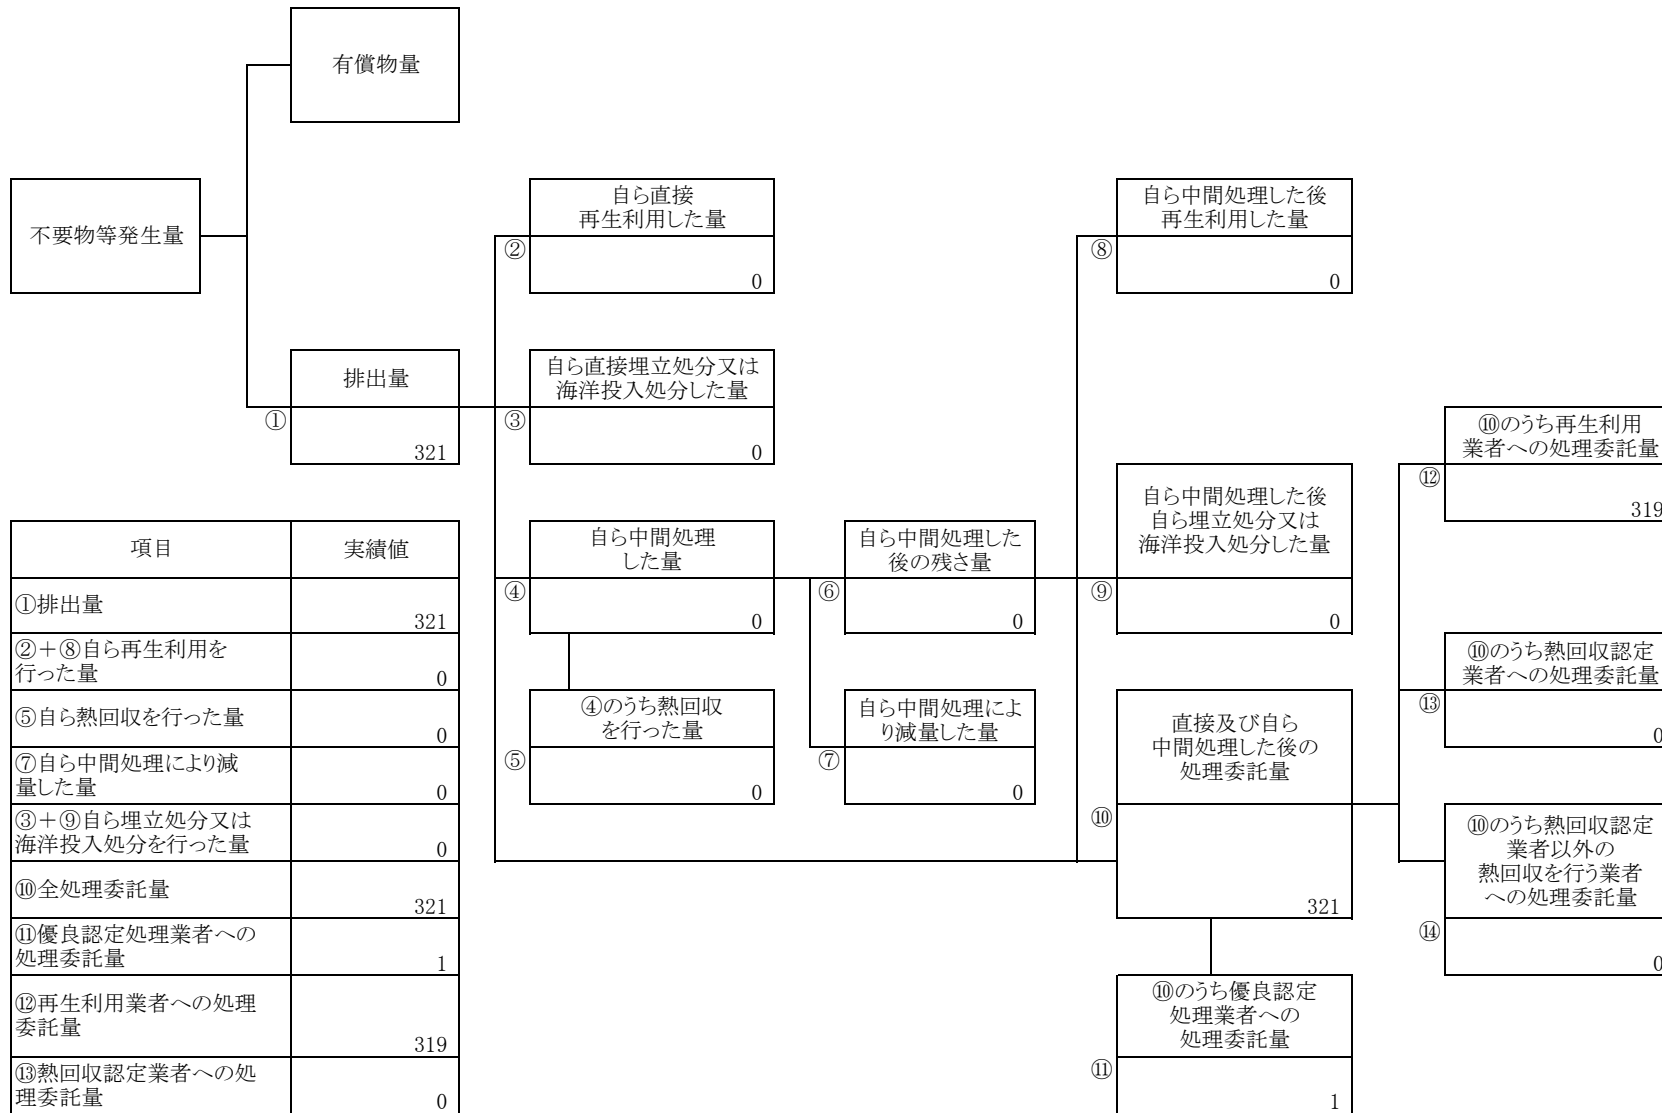 有償物量
不要物等発生量
自ら直接
再生利用した量
②
0
自ら中間処理した後
再生利用した量
⑧
0
排出量
①
321
自ら直接埋立処分又は
海洋投入処分した量
③
0
⑩のうち再生利用
業者への処理委託量
⑫
319
自ら中間処理
した量
④
0
自ら中間処理した
後の残さ量
⑥
0
自ら中間処理した後
自ら埋立処分又は
海洋投入処分した量
⑨
0
⑩のうち熱回収認定
業者への処理委託量
⑬
0
④のうち熱回収
を行った量
⑤
0
自ら中間処理によ
り減量した量
⑦
0
直接及び自ら
中間処理した後の
処理委託量
⑩
321
⑩のうち熱回収認定
業者以外の
熱回収を行う業者
への処理委託量
⑭
0
⑩のうち優良認定
処理業者への
処理委託量
⑪
1
項目 実績値
①排出量 321
②+⑧自ら再生利用を
行った量 0
⑤自ら熱回収を行った量 0
⑦自ら中間処理により減
量した量 0
③+⑨自ら埋立処分又は
海洋投入処分を行った量 0
⑩全処理委託量 321
⑪優良認定処理業者への
処理委託量 1
⑫再生利用業者への処理
委託量 319
⑬熱回収認定業者への処
理委託量 0